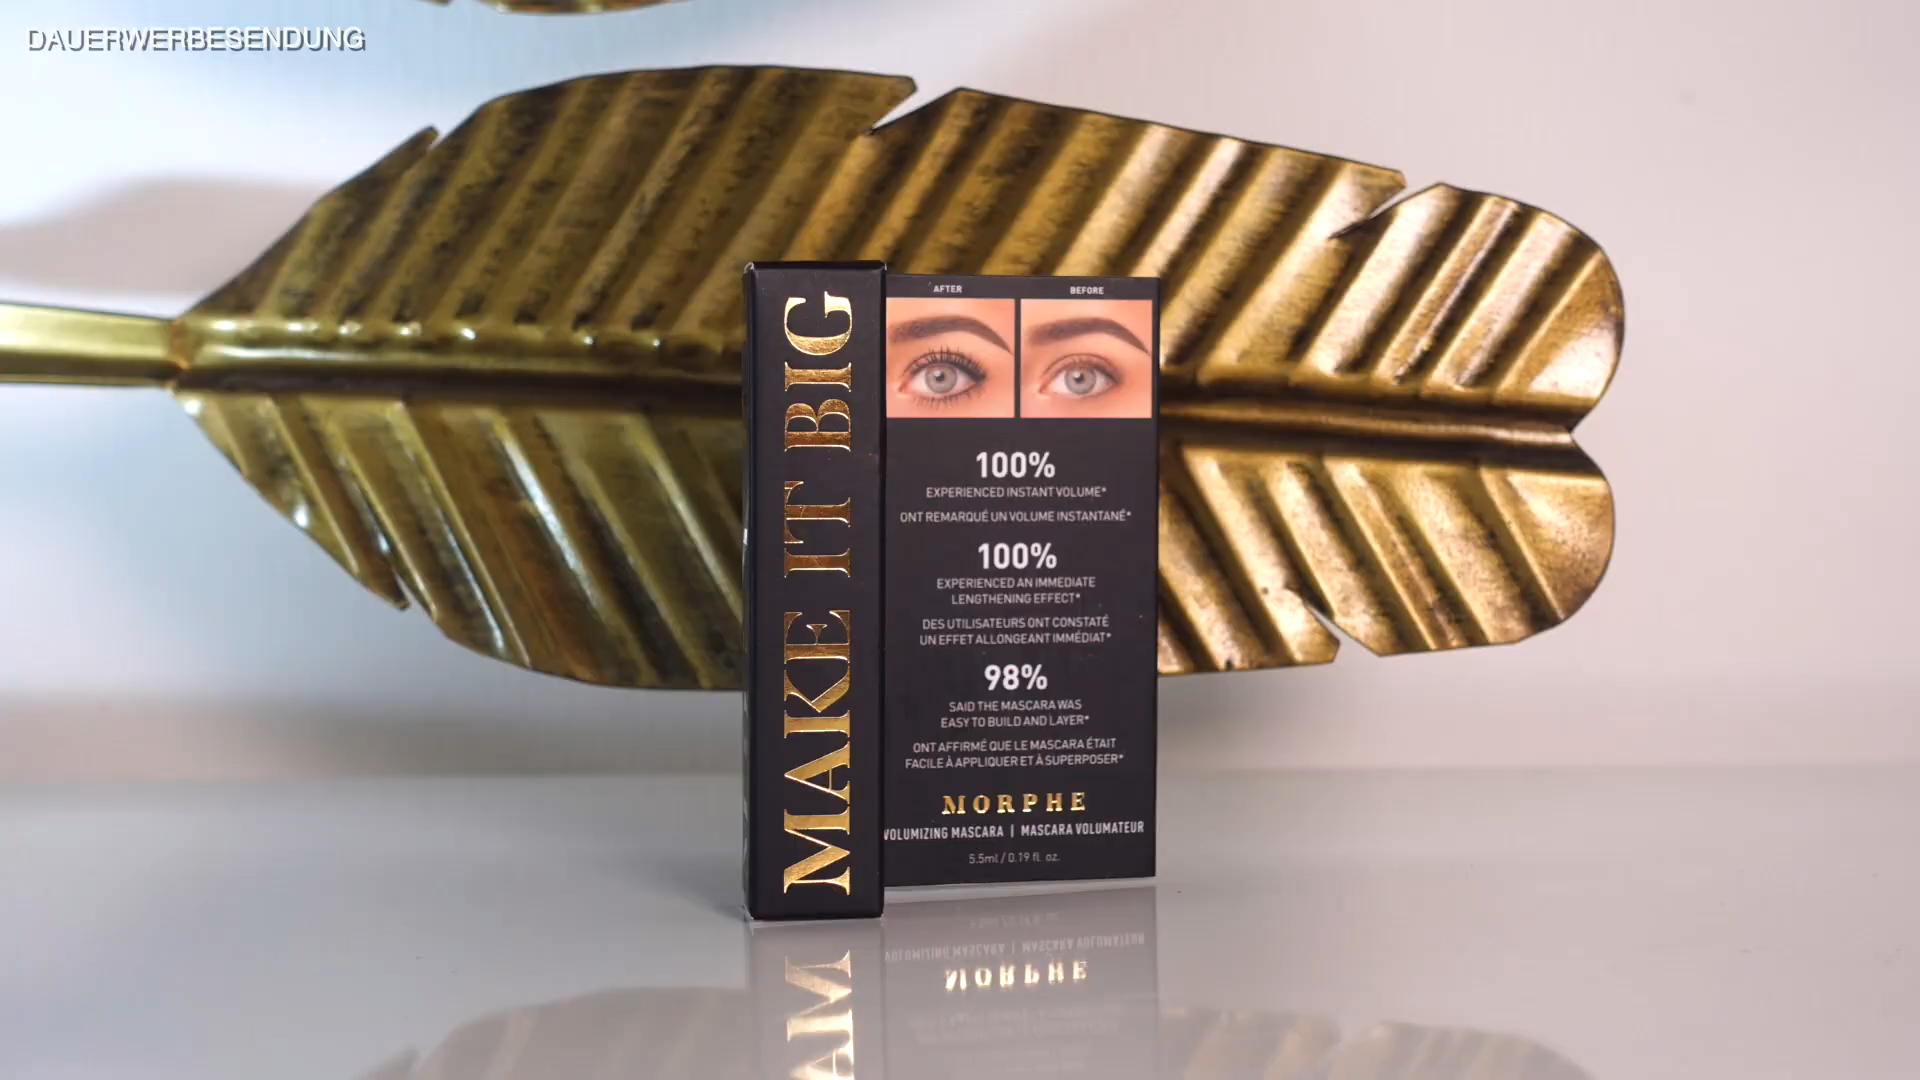 DAUERWERBESENDUNG
MAKE IT BIG
AFTER
BEFORE
100%
EXPERIENCED INSTANT VOLUME*
ONT REMARQUÉ UN VOLUME INSTANTANÉ*
100%
EXPERIENCED AN IMMEDIATE
LENGTHENING EFFECT*
DES UTILISATEURS ONT CONSTATÉ
UN EFFET ALLONGEANT IMMÉDIAT*
98%
SAID THE MASCARA WAS
EASY TO BUILD AND LAYER*
ONT AFFIRMÉ QUE LE MASCARA ÉTAIT
FACILE À APPLIQUER ET À SUPERPOSER*
MORPHE
VOLUMIZING MASCARA | MASCARA VOLUMATEUR
5.5ml / 0.19 fl. oz.